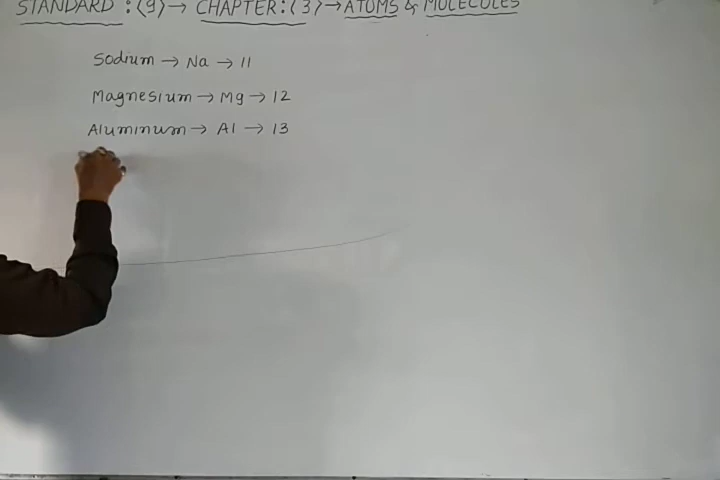 STANDARD:(9)→ CHAPTER:(3)→ATOMS & MOLECULES
Sodium → Na → 11
Magnesium → Mg → 12
Aluminum → Al → 13